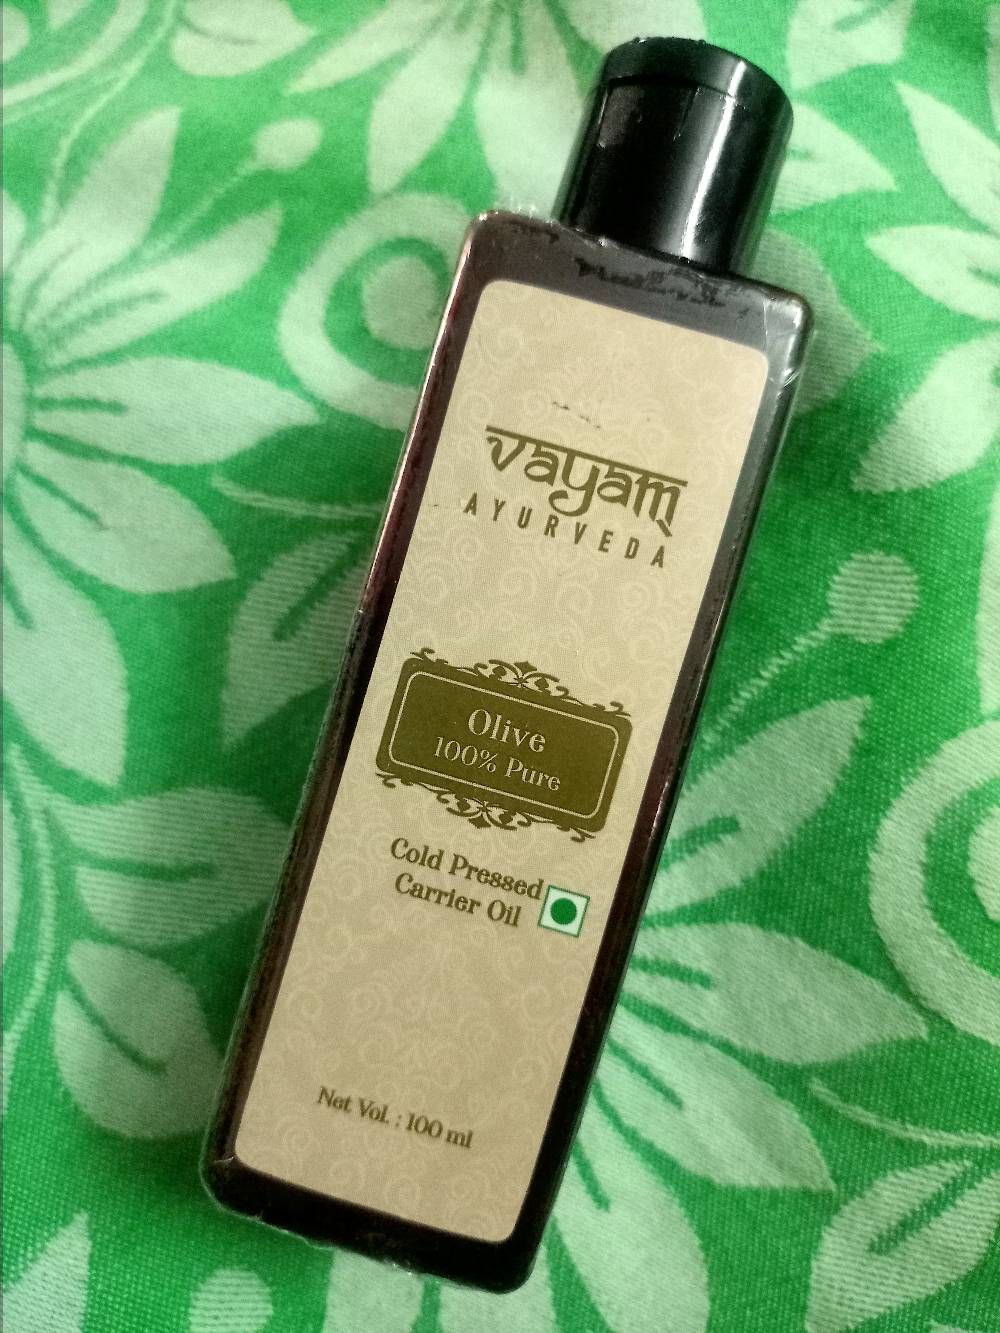 vayam
AYURVEDA
Olive
100% Pure
Cold Pressed
Carrier Oil
Net Vol. : 100 ml